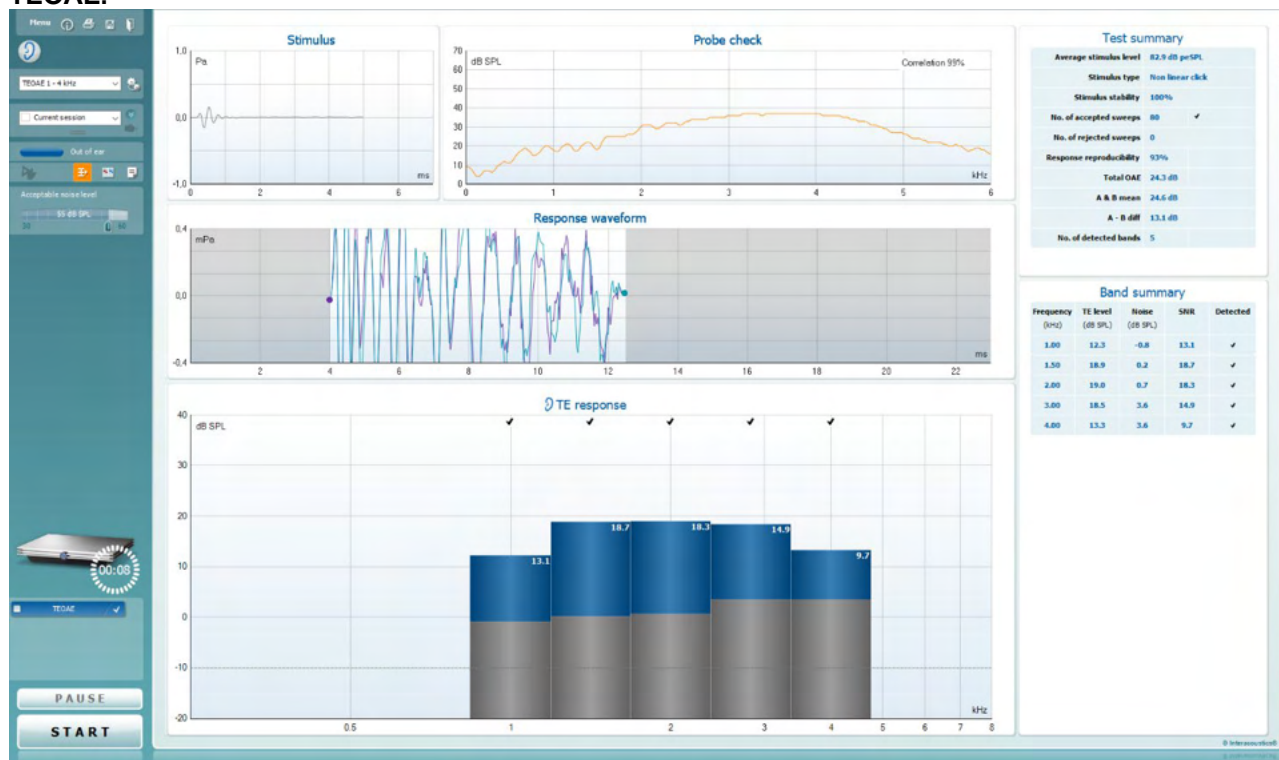 TEOAE:
Menu
TEOAE 1 - 4 kHz
Current session
Out of ear
Acceptable noise level
55 dB SPL
60
00:08
TEOAE
PAUSE
START
Stimulus
Pa
1,0
0,0
-1,0
0 2 4 6
ms
Probe check
dB SPL
Correlation 99%
70
60
50
40
30
20
10
0
0 1 2 3 4 5 6
kHz
Response waveform
mPa
0,4
0,0
-0,4
2 4 6 8 10 12 14 16 18 20 22
ms
TE response
dB SPL
40
30
20
10
0
-10
-20
13.1 18.7 18.3 14.9 9.7
0.5 1 2 3 4 5 6 7 8
kHz
Test summary
Average stimulus level 82.9 dB peSPL
Stimulus type Non linear click
Stimulus stability 100%
No. of accepted sweeps 80 ✓
No. of rejected sweeps 0
Response reproducibility 93%
Total OAE 24.3 dB
A & B mean 24.6 dB
A - B diff 13.1 dB
No. of detected bands 5
Band summary
Frequency TE level Noise SNR Detected
(kHz) (dB SPL) (dB SPL)
1.00 12.3 -0.8 13.1 ✓
1.50 18.9 0.2 18.7 ✓
2.00 19.0 0.7 18.3 ✓
3.00 18.5 3.6 14.9 ✓
4.00 13.3 3.6 9.7 ✓